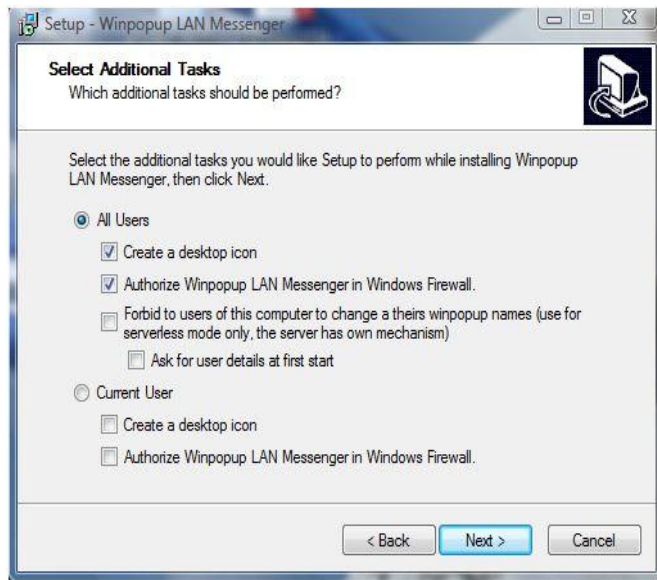 Setup - Winpopup LAN Messenger
Select Additional Tasks
Which additional tasks should be performed?
Select the additional tasks you would like Setup to perform while installing Winpopup
LAN Messenger, then click Next.
All Users
Create a desktop icon
Authorize Winpopup LAN Messenger in Windows Firewall.
Forbid to users of this computer to change a theirs winpopup names (use for
serverless mode only, the server has own mechanism)
Ask for user details at first start
Current User
Create a desktop icon
Authorize Winpopup LAN Messenger in Windows Firewall.
< Back Next > Cancel